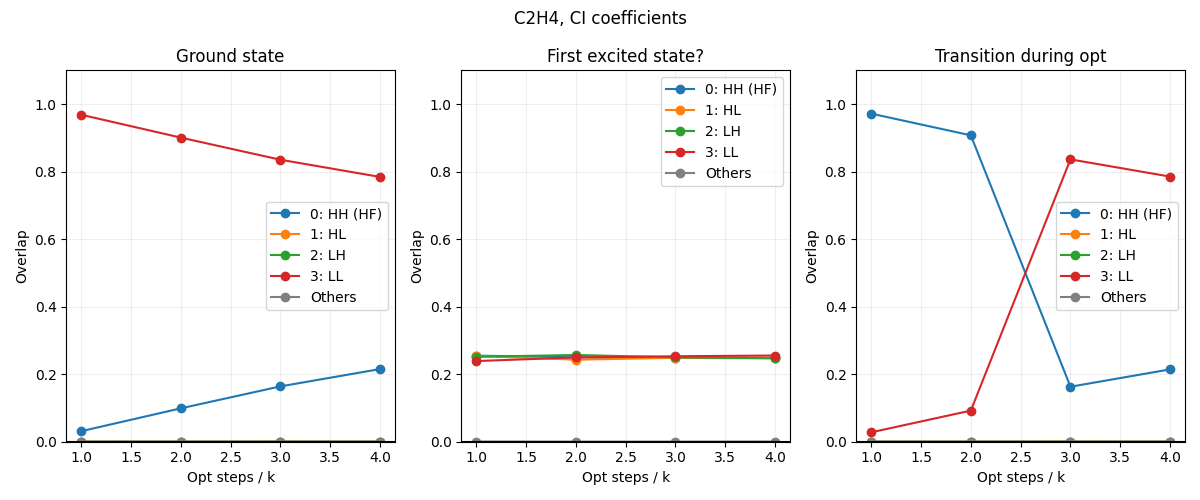 C2H4, CI coefficients
Ground state
1.0
0.8
0.6
0.4
0.2
0.0
Overlap
0: HH (HF)
1: HL
2: LH
3: LL
Others
1.0 1.5 2.0 2.5 3.0 3.5 4.0
Opt steps / k
First excited state?
1.0
0.8
0.6
0.4
0.2
0.0
Overlap
0: HH (HF)
1: HL
2: LH
3: LL
Others
1.0 1.5 2.0 2.5 3.0 3.5 4.0
Opt steps / k
Transition during opt
1.0
0.8
0.6
0.4
0.2
0.0
Overlap
0: HH (HF)
1: HL
2: LH
3: LL
Others
1.0 1.5 2.0 2.5 3.0 3.5 4.0
Opt steps / k